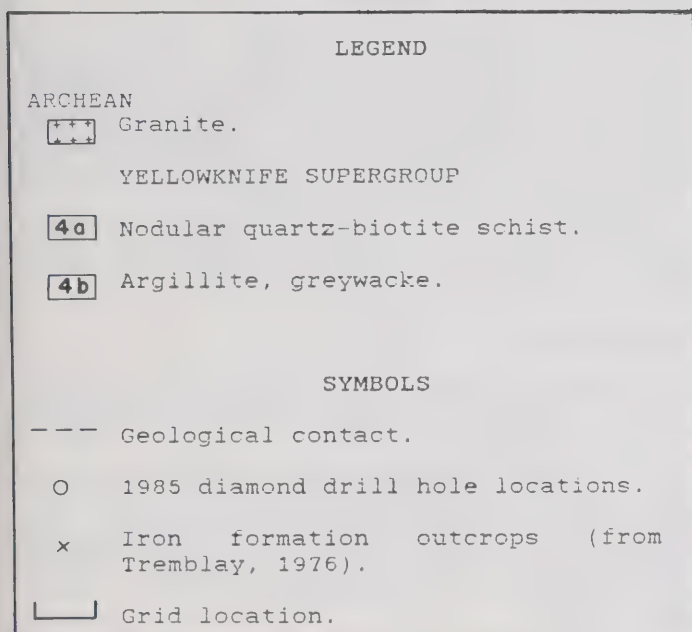 LEGEND
ARCHEAN
Granite.
YELLOWKNIFE SUPERGROUP
4a Nodular quartz-biotite schist.
4b Argillite, greywacke.
SYMBOLS
Geological contact.
1985 diamond drill hole locations.
Iron formation outcrops (from
Tremblay, 1976).
Grid location.